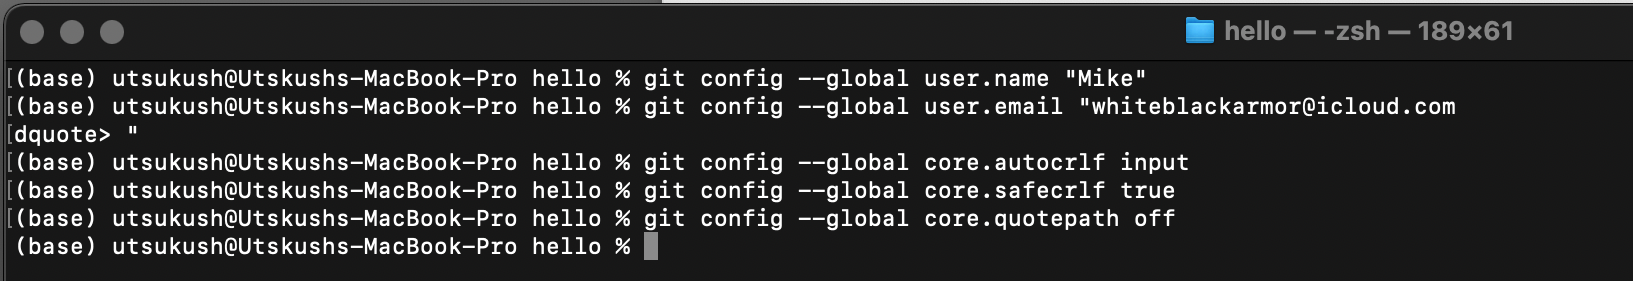 hello — -zsh — 189×61
[(base) utsukush@Utskushs-MacBook-Pro hello % git config --global user.name "Mike"
[(base) utsukush@Utskushs-MacBook-Pro hello % git config --global user.email "whiteblackarmor@icloud.com
[dquote> "
[(base) utsukush@Utskushs-MacBook-Pro hello % git config --global core.autocrlf input
[(base) utsukush@Utskushs-MacBook-Pro hello % git config --global core.safecrlf true
[(base) utsukush@Utskushs-MacBook-Pro hello % git config --global core.quotepath off
(base) utsukush@Utskushs-MacBook-Pro hello %